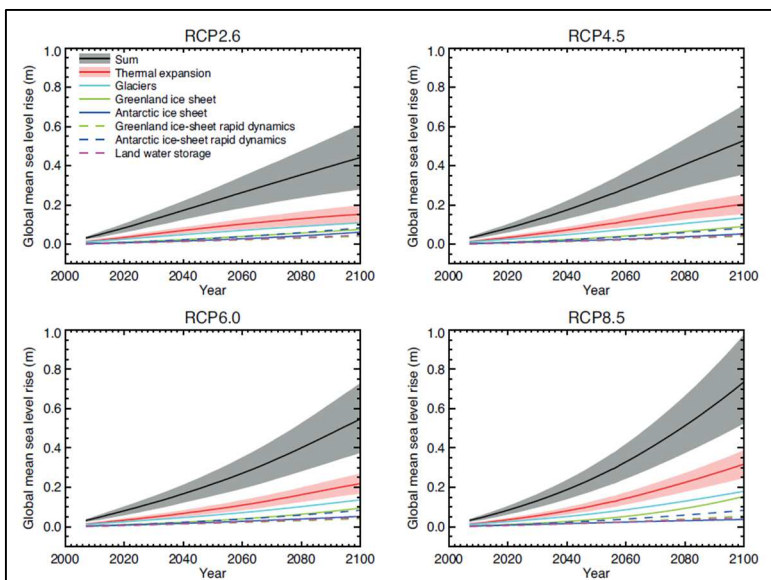 RCP2.6
1.0
0.8
0.6
0.4
0.2
0.0
Global mean sea level rise (m)
Sum
Thermal expansion
Glaciers
Greenland ice sheet
Antarctic ice sheet
Greenland ice-sheet rapid dynamics
Antarctic ice-sheet rapid dynamics
Land water storage
2000 2020 2040 2060 2080 2100
Year
RCP4.5
1.0
0.8
0.6
0.4
0.2
0.0
Global mean sea level rise (m)
2000 2020 2040 2060 2080 2100
Year
RCP6.0
1.0
0.8
0.6
0.4
0.2
0.0
Global mean sea level rise (m)
2000 2020 2040 2060 2080 2100
Year
RCP8.5
1.0
0.8
0.6
0.4
0.2
0.0
Global mean sea level rise (m)
2000 2020 2040 2060 2080 2100
Year